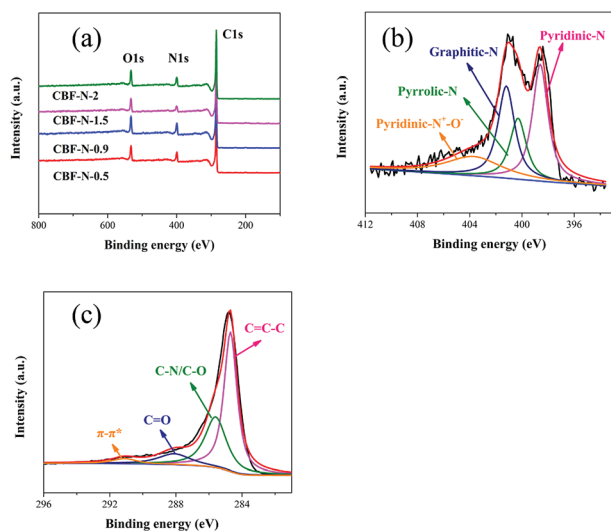 (a)
C1s
O1s N1s
CBF-N-2
CBF-N-1.5
CBF-N-0.9
CBF-N-0.5
Intensity (a.u.)
800 600 400 200
Binding energy (eV)
(b)
Pyridinic-N
Graphitic-N
Pyrrolic-N
Pyridinic-N⁺-O⁻
Intensity (a.u.)
412 408 404 400 396
Binding energy (eV)
(c)
C=C-C
C-N/C-O
C=O
π-π*
Intensity (a.u.)
296 292 288 284
Binding energy (eV)